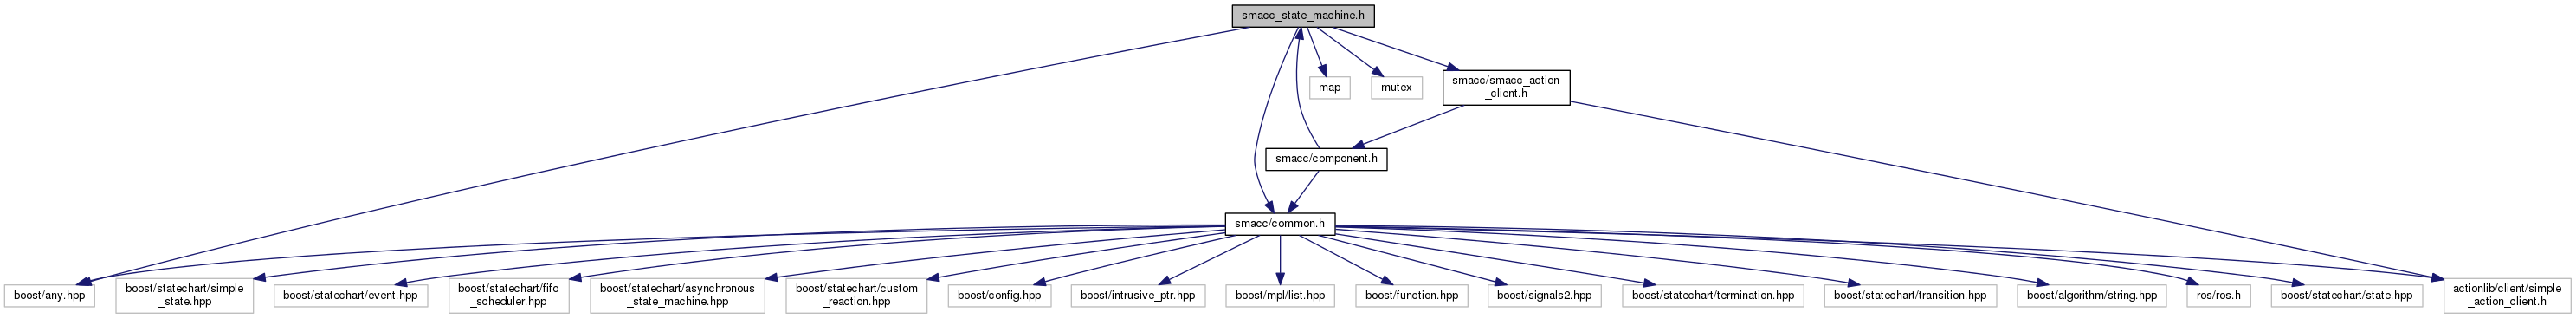 smacc_state_machine.h
map
mutex
smacc/smacc_action
_client.h
smacc/component.h
smacc/common.h
boost/any.hpp
boost/statechart/simple
_state.hpp
boost/statechart/event.hpp
boost/statechart/fifo
_scheduler.hpp
boost/statechart/asynchronous
_state_machine.hpp
boost/statechart/custom
_reaction.hpp
boost/config.hpp
boost/intrusive_ptr.hpp
boost/mpl/list.hpp
boost/function.hpp
boost/signals2.hpp
boost/statechart/termination.hpp
boost/statechart/transition.hpp
boost/algorithm/string.hpp
ros/ros.h
boost/statechart/state.hpp
actionlib/client/simple
_action_client.h